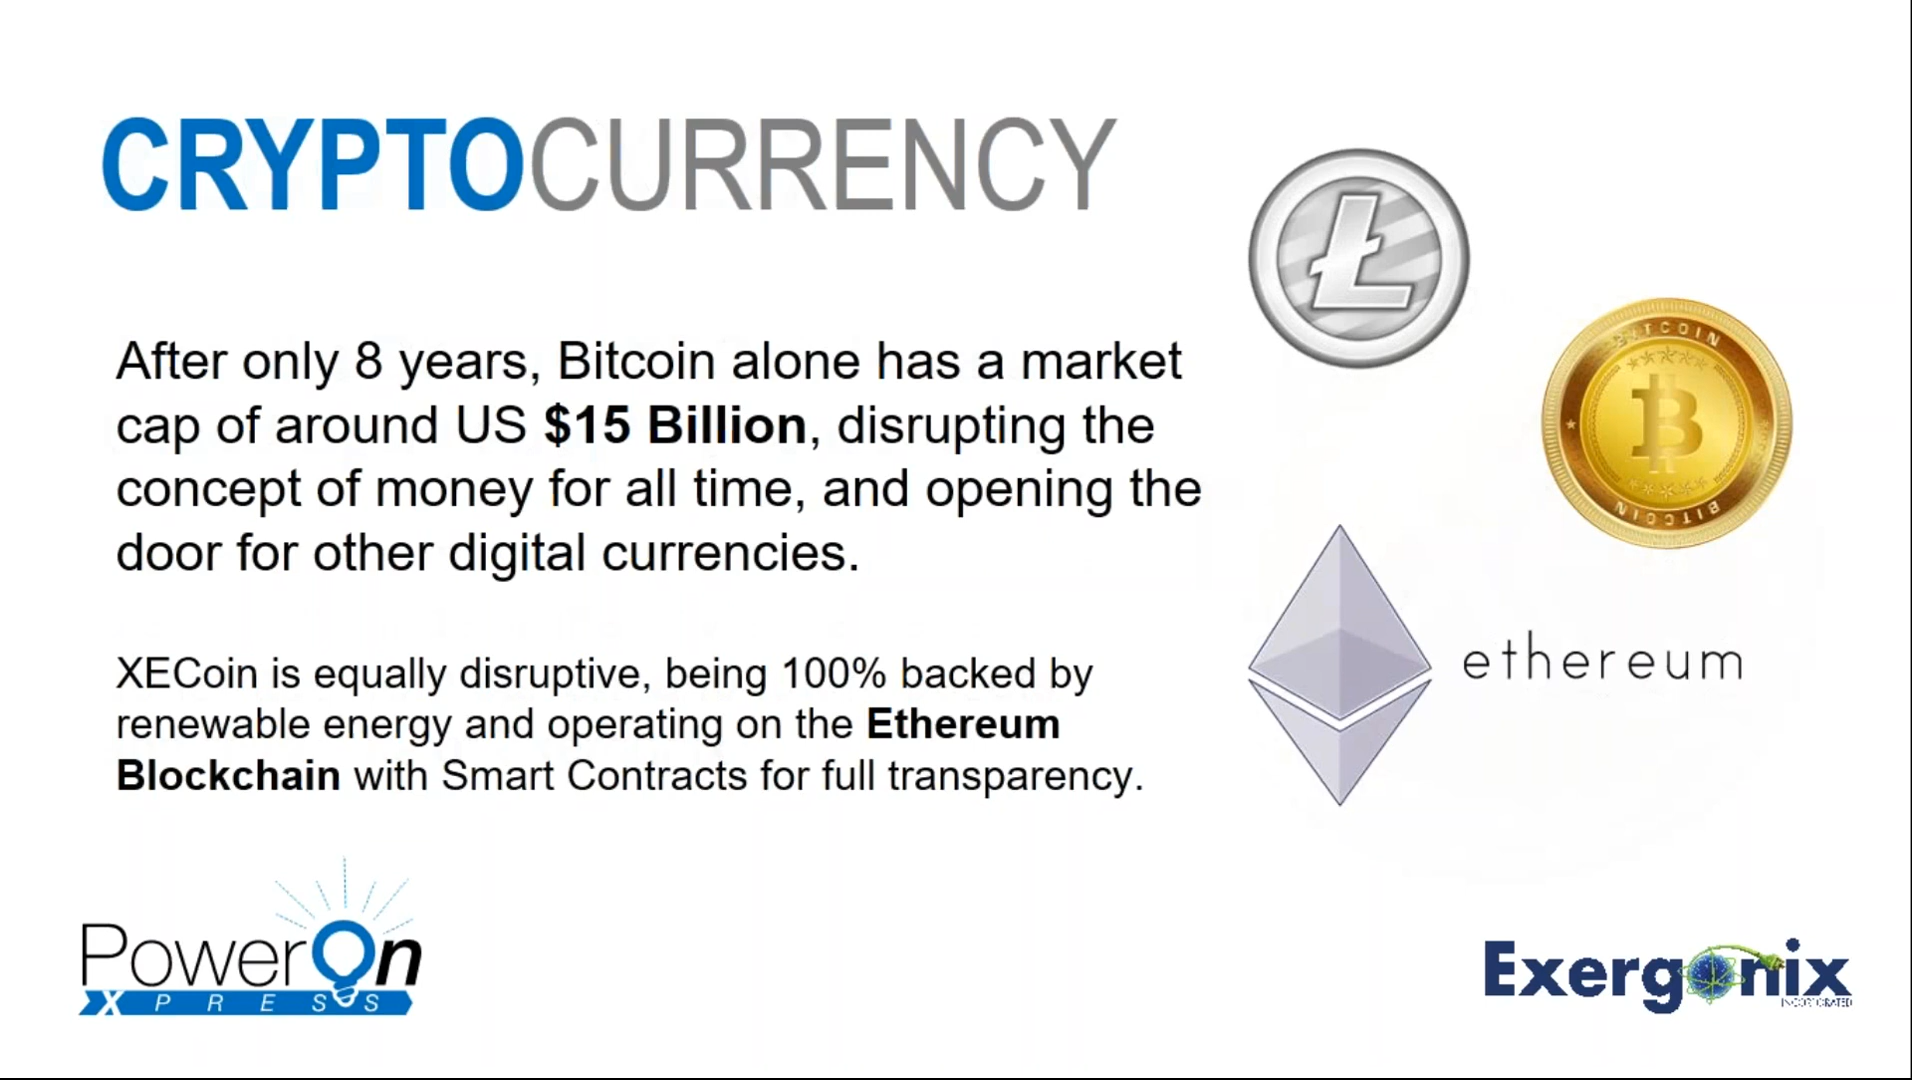 CRYPTOCURRENCY
After only 8 years, Bitcoin alone has a market
cap of around US $15 Billion, disrupting the
concept of money for all time, and opening the
door for other digital currencies.
XECoin is equally disruptive, being 100% backed by
renewable energy and operating on the Ethereum
Blockchain with Smart Contracts for full transparency.
BITCOIN
BITCOIN
ethereum
PowerOn
XPRESS
Exergonix
INCORPORATED